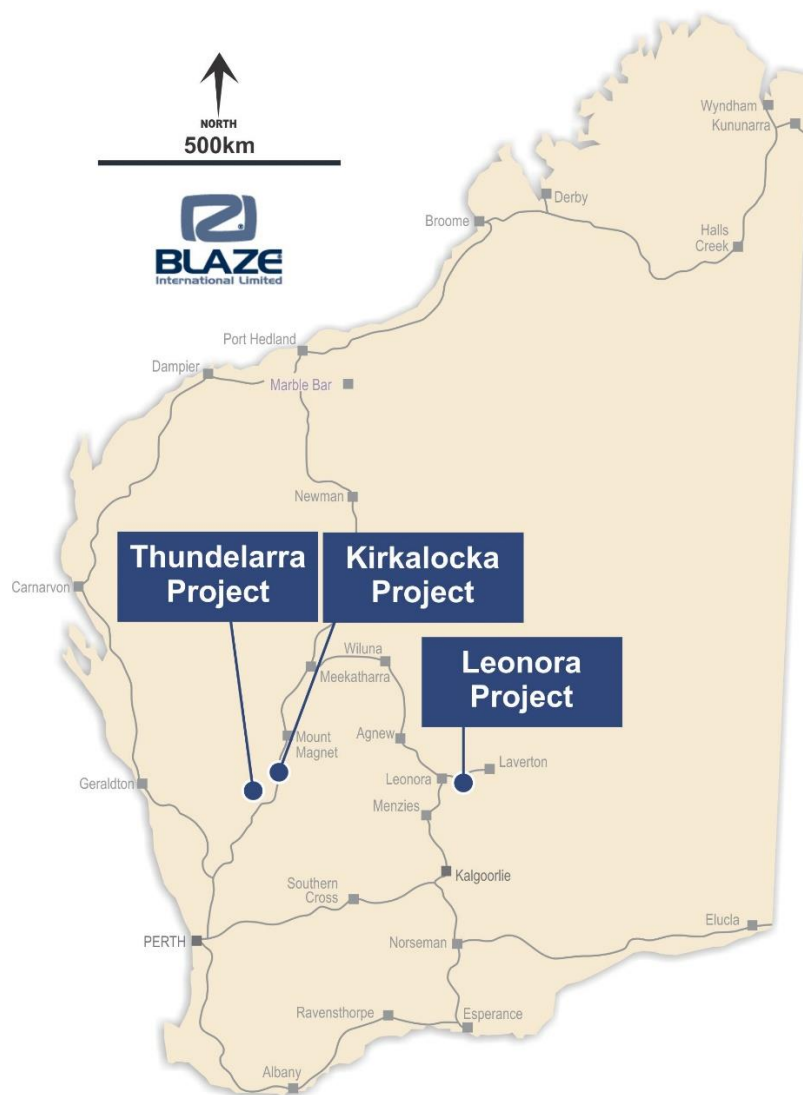 NORTH
500km
BLAZE
International Limited
Wyndham
Kununarra
Derby
Broome
Halls
Creek
Port Hedland
Dampier
Marble Bar
Newman
Thundelarra
Project
Kirkalocka
Project
Carnarvon
Wiluna
Meekatharra
Leonora
Project
Mount
Magnet
Agnew
Laverton
Leonora
Geraldton
Menzies
Kalgoorlie
Southern
Cross
Elucla
PERTH
Norseman
Ravensthorpe
Esperance
Albany